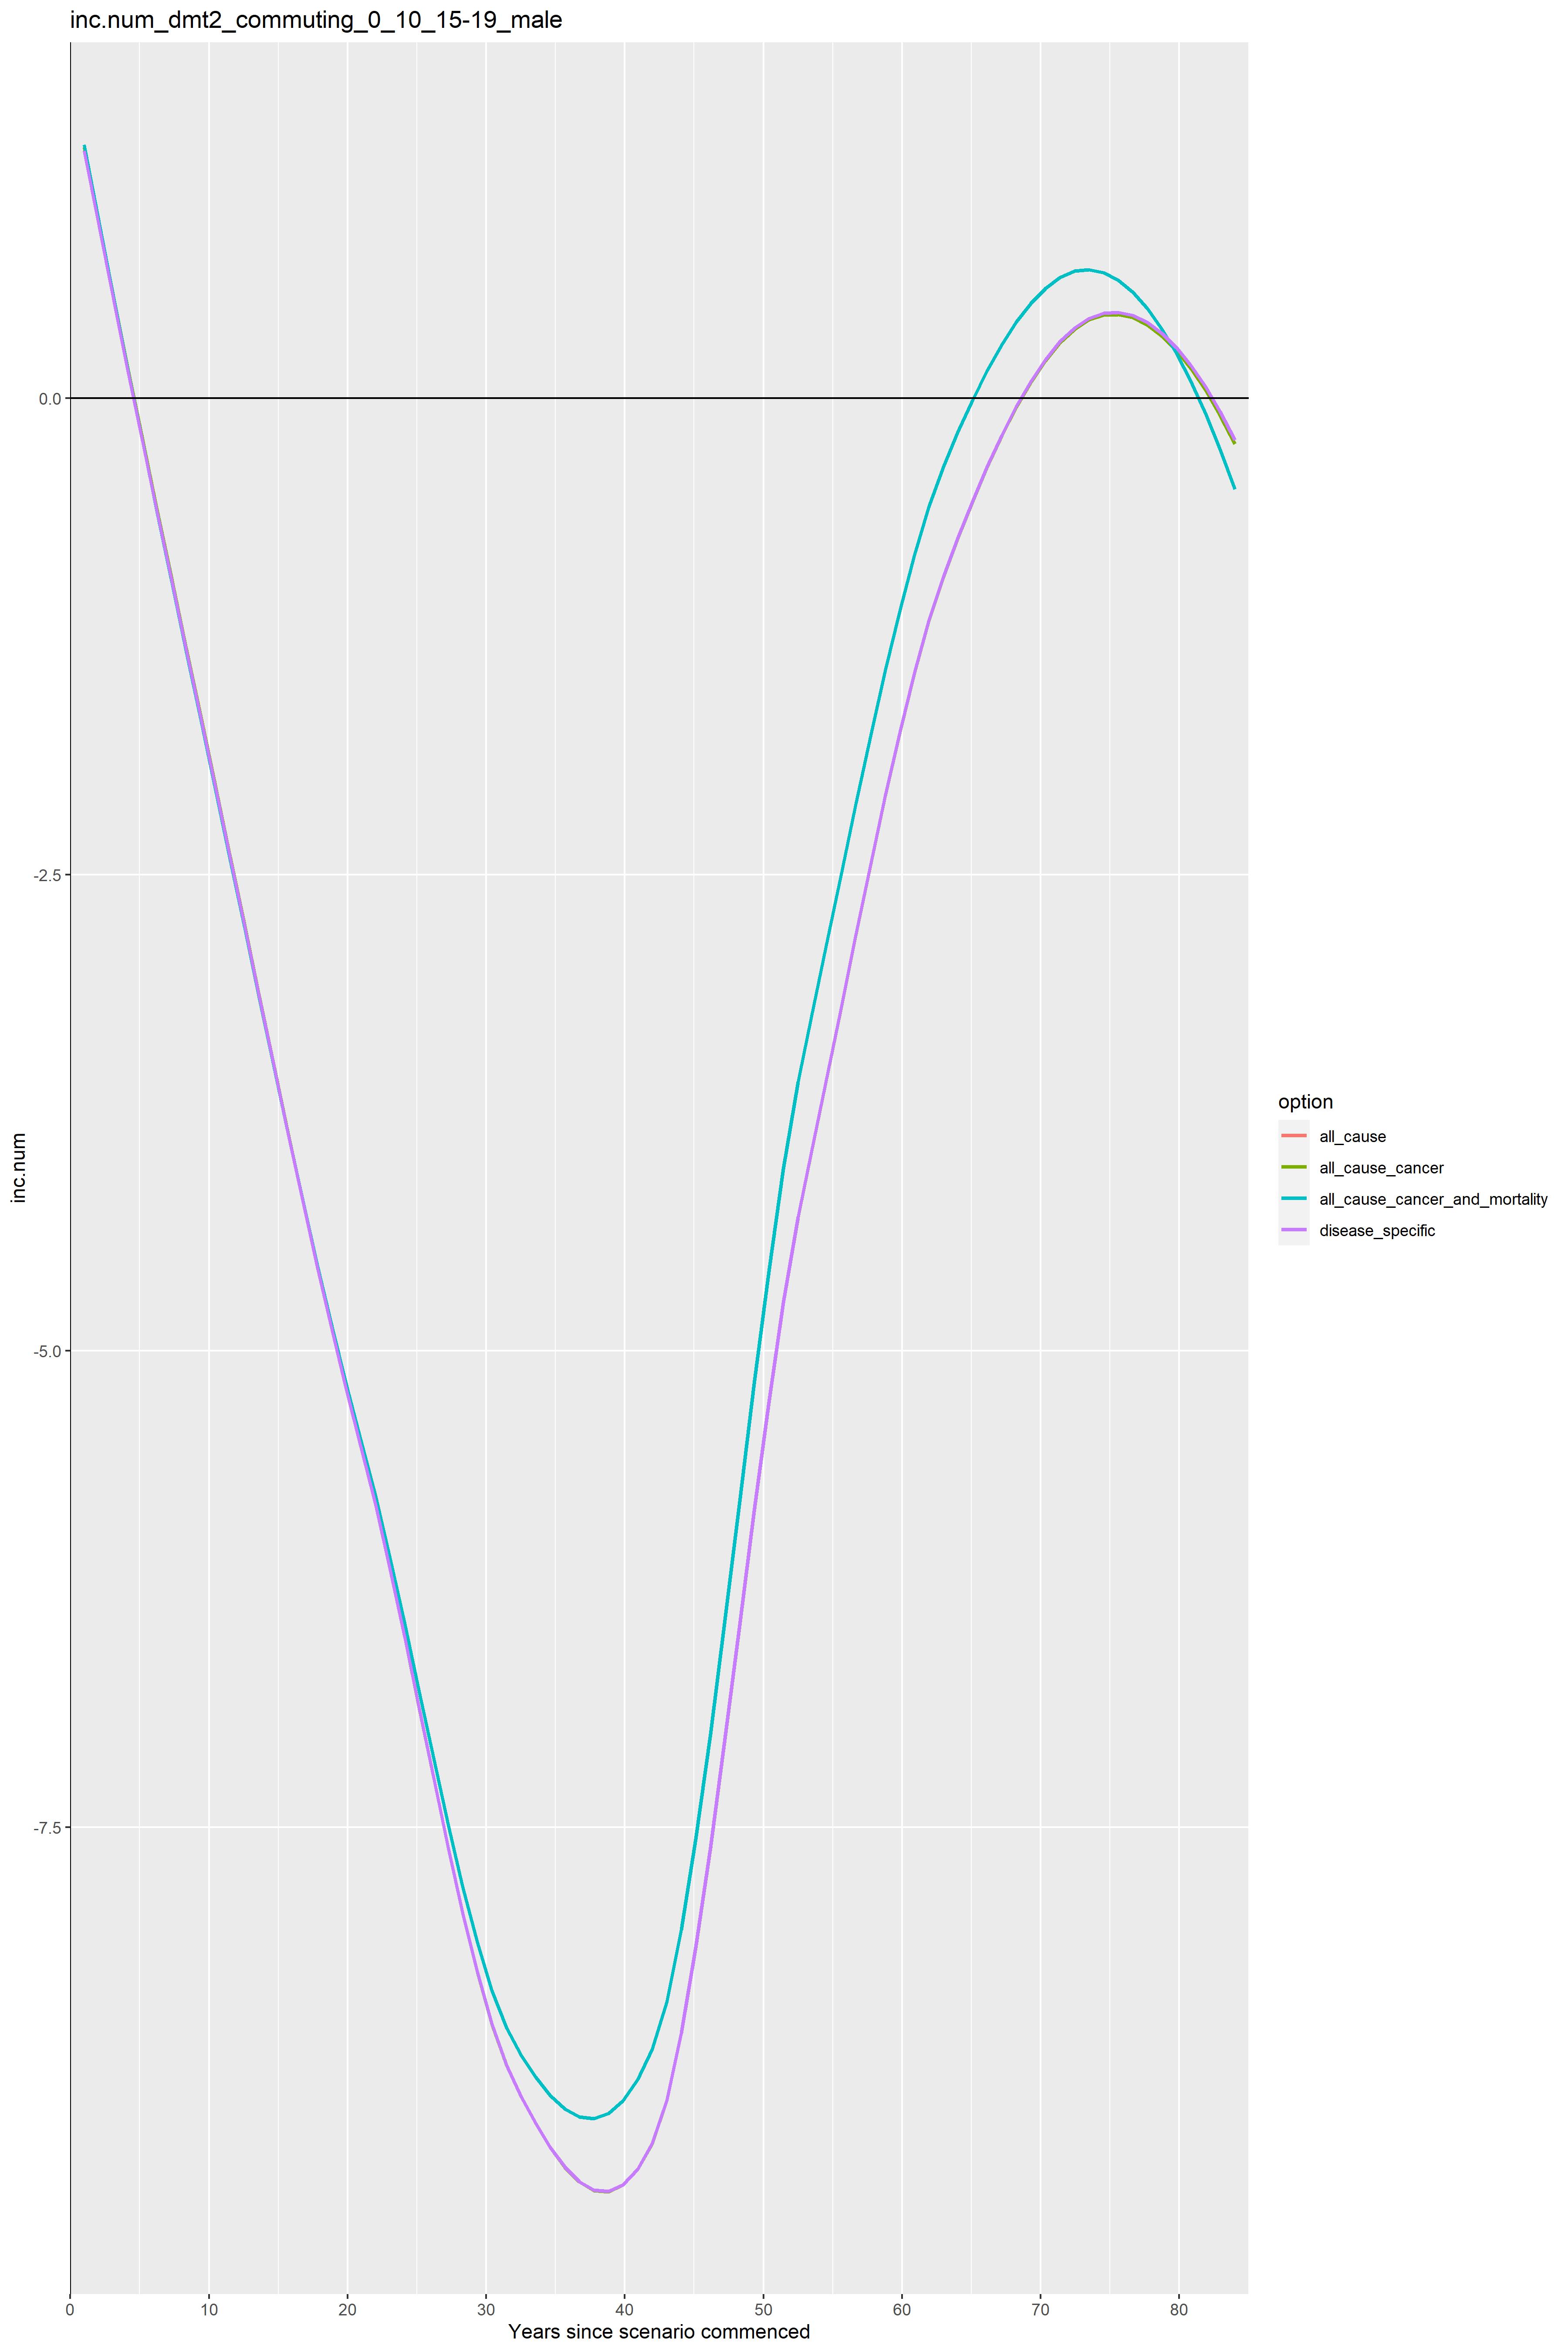 inc.num_dmt2_commuting_0_10_15-19_male
0.0
-2.5
-5.0
-7.5
inc.num
0 10 20 30 40 50 60 70 80
Years since scenario commenced
option
all_cause
all_cause_cancer
all_cause_cancer_and_mortality
disease_specific